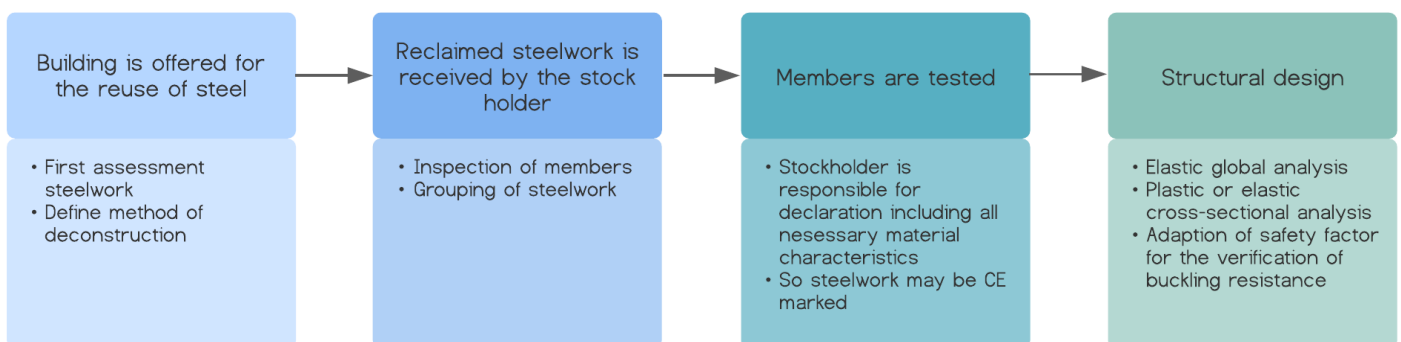 Building is offered for
the reuse of steel
• First assessment
steelwork
• Define method of
deconstruction
Reclaimed steelwork is
received by the stock
holder
• Inspection of members
• Grouping of steelwork
Members are tested
• Stockholder is
responsible for
declaration including all
nesessary material
characteristics
• So steelwork may be CE
marked
Structural design
• Elastic global analysis
• Plastic or elastic
cross-sectional analysis
• Adaption of safety factor
for the verification of
buckling resistance